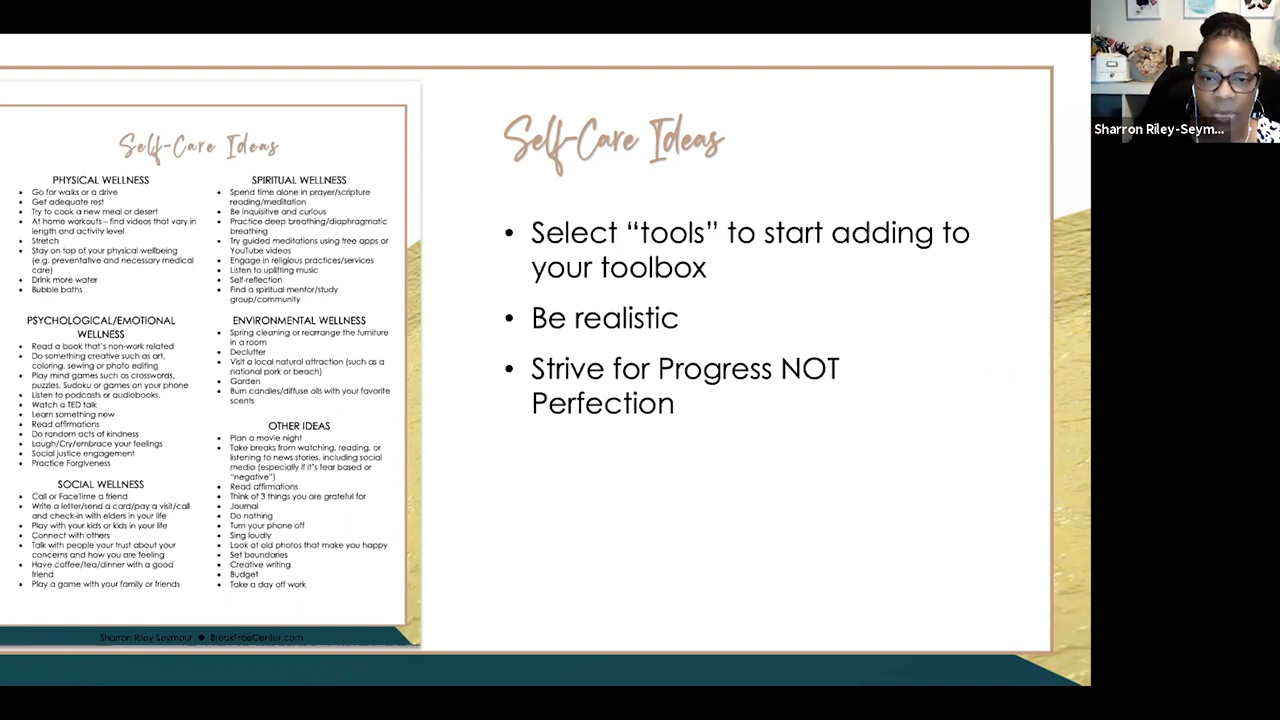 Self-Care Ideas
PHYSICAL WELLNESS
• Go for walks or a drive
• Get adequate rest
• Try to cook a new meal or desert
• At home workouts – find videos that vary in
length and activity level
• Stretch
• Stay on top of your physical wellbeing
(e.g. preventative and necessary medical
care)
• Drink more water
• Bubble baths
PSYCHOLOGICAL/EMOTIONAL
WELLNESS
• Read a book that's non-work related
• Do something creative such as art,
coloring, sewing or photo editing
• Play mind games such as crosswords,
puzzles, Sudoku or games on your phone
• Listen to podcasts or audiobooks.
• Watch a TED talk
• Learn something new
• Read affirmations
• Do random acts of kindness
• Laugh/Cry/embrace your feelings
• Social justice engagement
• Practice Forgiveness
SOCIAL WELLNESS
• Call or FaceTime a friend
• Write a letter/send a card/pay a visit/call
and check-in with elders in your life
• Play with your kids or kids in your life
• Connect with others
• Talk with people your trust about your
concerns and how you are feeling
• Have coffee/tea/dinner with a good
friend
• Play a game with your family or friends
SPIRITUAL WELLNESS
• Spend time alone in prayer/scripture
reading/meditation
• Be inquisitive and curious
• Practice deep breathing/diaphragmatic
breathing
• Try guided meditations using free apps or
YouTube videos
• Engage in religious practices/services
• Listen to uplifting music
• Self-reflection
• Find a spiritual mentor/study
group/community
ENVIRONMENTAL WELLNESS
• Spring cleaning or rearrange the furniture
in a room
• Declutter
• Visit a local natural attraction (such as a
national park or beach)
• Garden
• Burn candles/diffuse oils with your favorite
scents
OTHER IDEAS
• Plan a movie night
• Take breaks from watching, reading, or
listening to news stories, including social
media (especially if it's fear based or
"negative")
• Read affirmations
• Think of 3 things you are grateful for
• Journal
• Do nothing
• Turn your phone off
• Sing loudly
• Look at old photos that make you happy
• Set boundaries
• Creative writing
• Budget
• Take a day off work
Sharron Riley-Seymour ◆ BreakFreeCenter.com
Self-Care Ideas
• Select “tools” to start adding to
your toolbox
• Be realistic
• Strive for Progress NOT
Perfection
Sharron Riley-Seym...